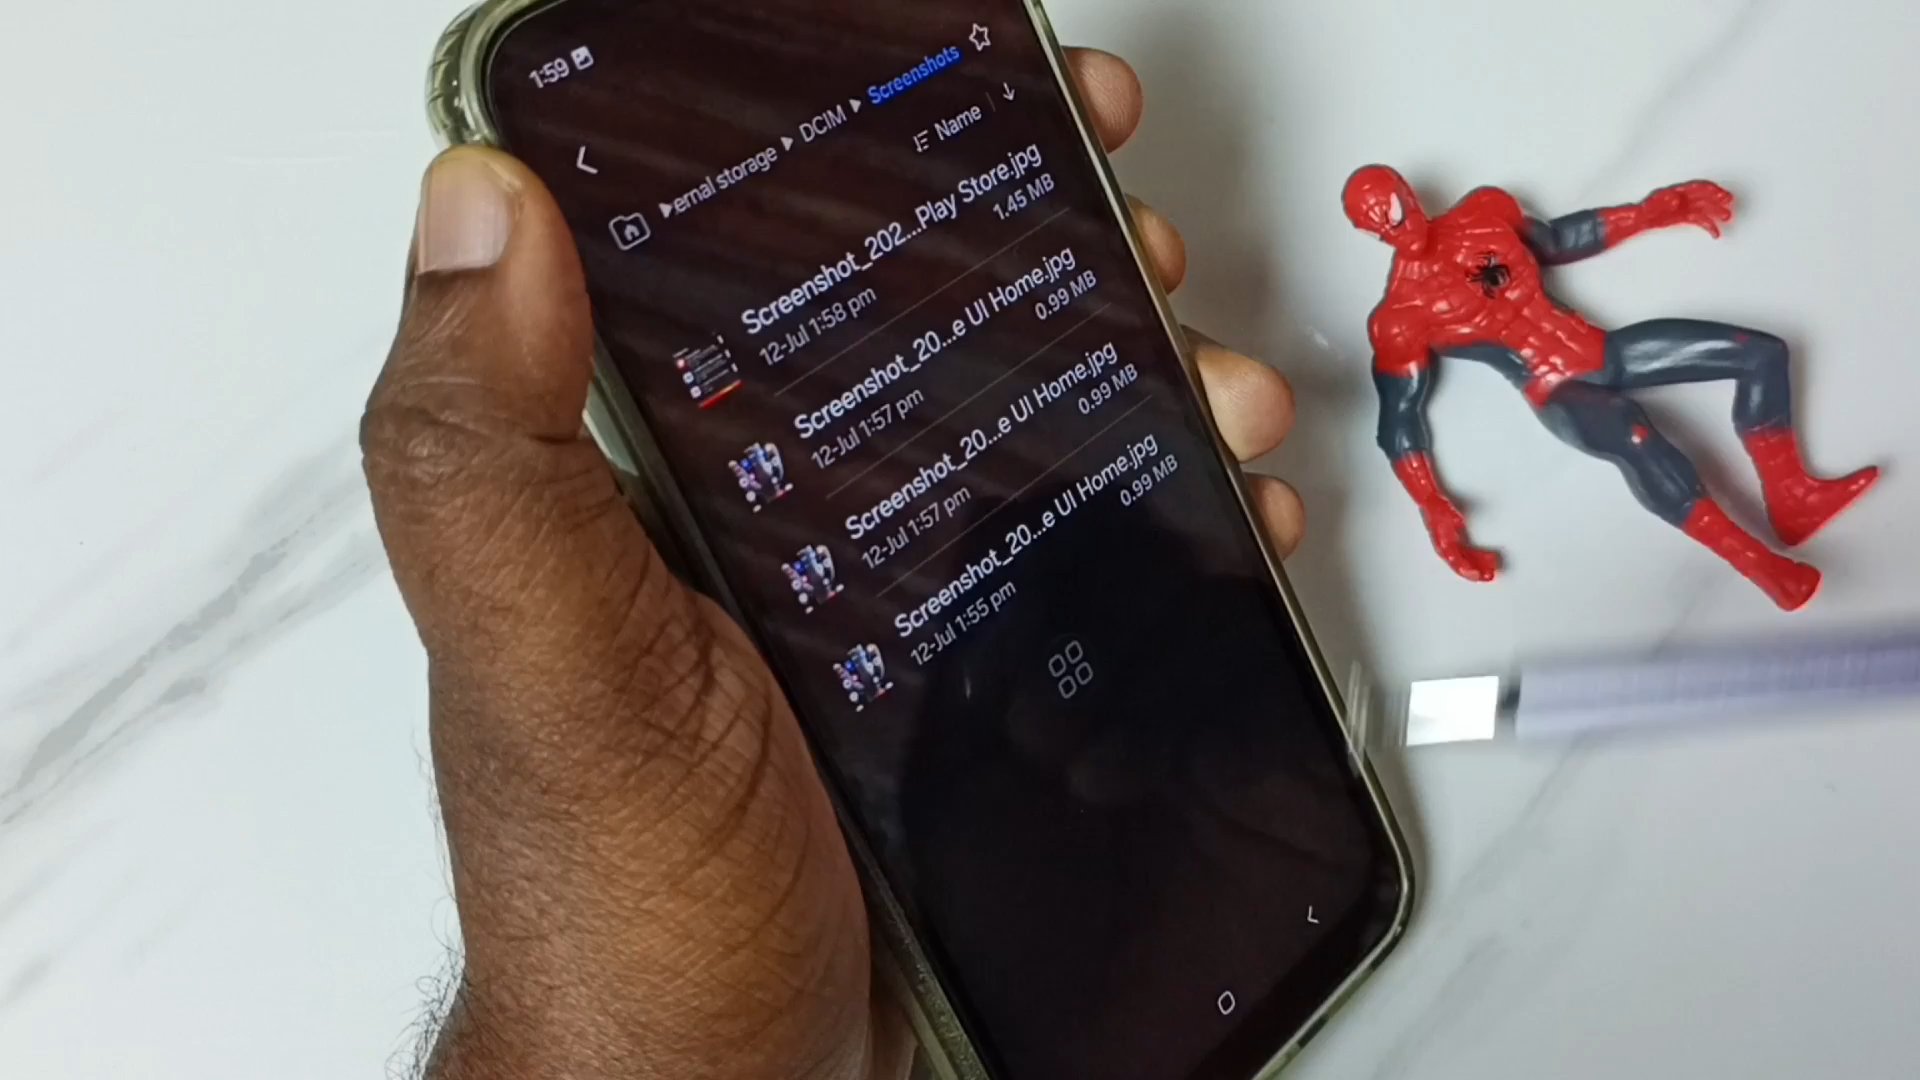 1:59
ernal storage ▶ DCIM ▶ Screenshots
Name
Screenshot_202...Play Store.jpg
12-Jul 1:58 pm 1.45 MB
Screenshot_20...e UI Home.jpg
12-Jul 1:57 pm 0.99 MB
Screenshot_20...e UI Home.jpg
12-Jul 1:57 pm 0.99 MB
Screenshot_20...e UI Home.jpg
12-Jul 1:55 pm 0.99 MB